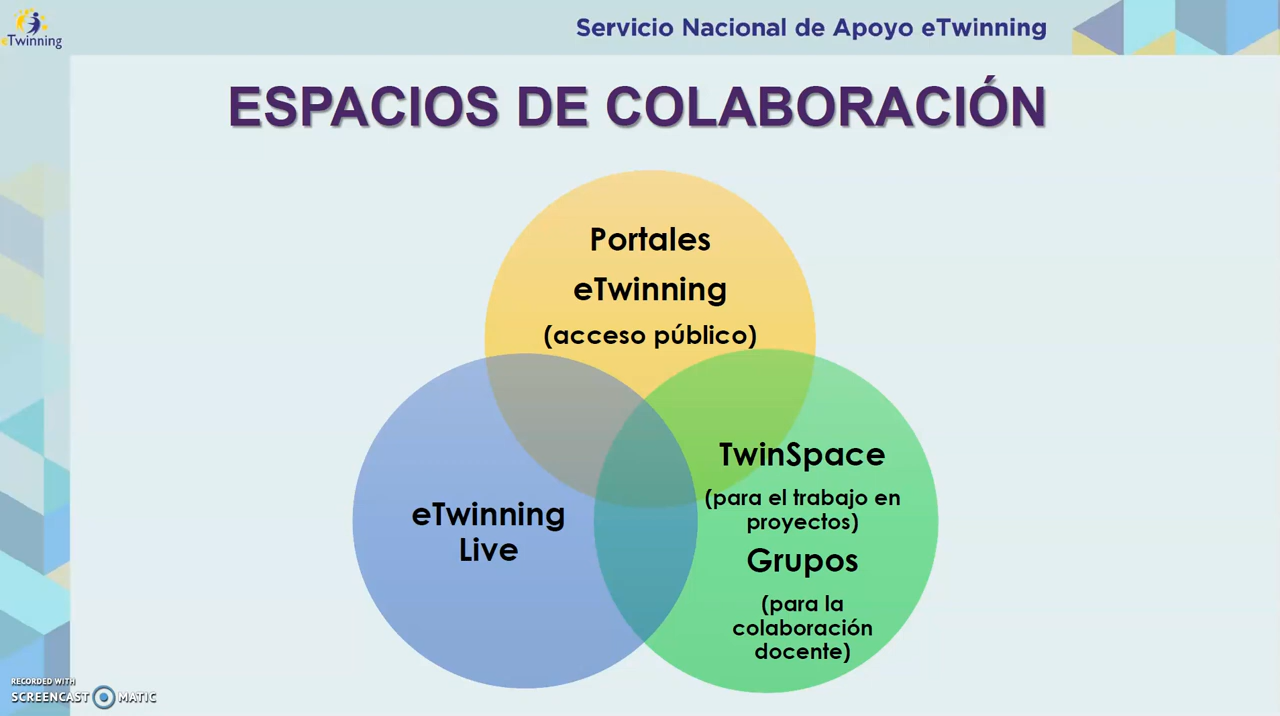 eTwinning
Servicio Nacional de Apoyo eTwinning
ESPACIOS DE COLABORACIÓN
Portales
eTwinning
(acceso público)
eTwinning
Live
TwinSpace
(para el trabajo en
proyectos)
Grupos
(para la
colaboración
docente)
RECORDED WITH
SCREENCAST MATIC